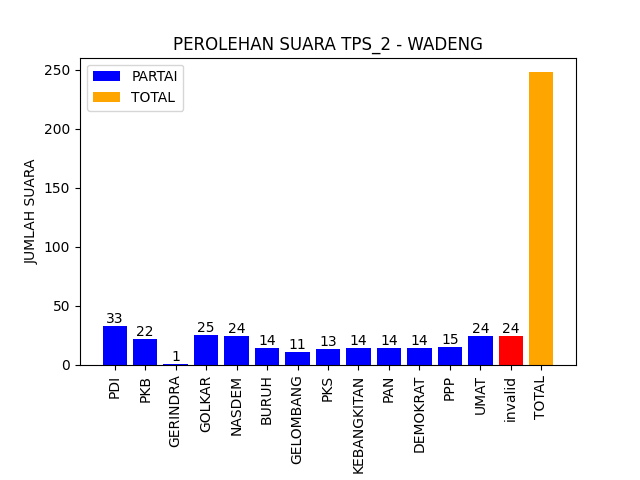 PEROLEHAN SUARA TPS_2 - WADENG
PARTAI
TOTAL
JUMLAH SUARA
250
200
150
100
50
0
33 22 1 25 24 14 11 13 14 14 14 15 24 24
PDI PKB GERINDRA GOLKAR NASDEM BURUH GELOMBANG PKS KEBANGKITAN PAN DEMOKRAT PPP UMAT invalid TOTAL